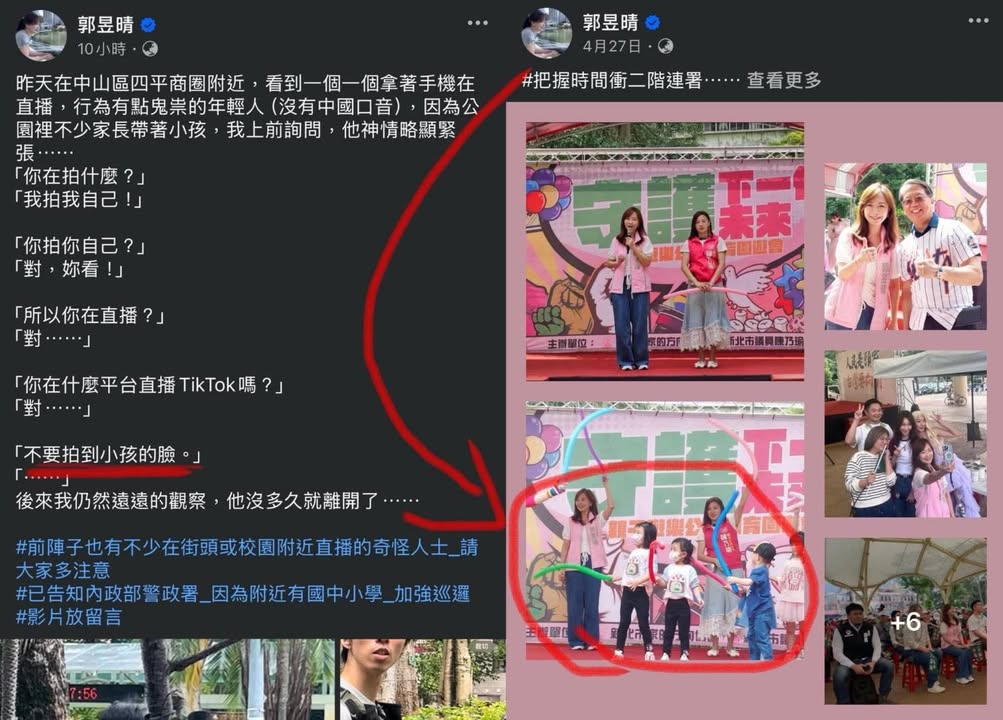 郭昱晴
10小時
昨天在中山區四平商圈附近，看到一個一個拿著手機在
直播，行為有點鬼祟的年輕人（沒有中國口音），因為公
園裡不少家長帶著小孩，我上前詢問，他神情略顯緊
張……
「你在拍什麼？」
「我拍我自己！」
「你拍你自己？」
「對，妳看！」
「所以你在直播？」
「對……」
「你在什麼平台直播TikTok嗎？」
「對……」
「不要拍到小孩的臉。」
「……」
後來我仍然遠遠的觀察，他沒多久就離開了……
#前陣子也有不少在街頭或校園附近直播的奇怪人士_請
大家多注意
#已告知內政部警政署_因為附近有國中小學_加強巡邏
#影片放留言
7:56
裁切
郭昱晴
4月27日
#把握時間衝二階連署…… 查看更多
守護下一
未來
主辦單位：
家的方向
新北市議員陳乃瑜
守護
主辦單位
+6